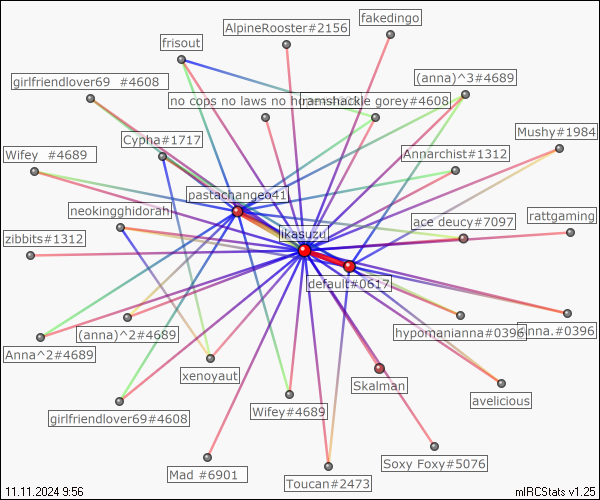 fakedingo
AlpineRooster#2156
frisout
(anna)^3#4689
girlfriendlover69 #4608
no cops no laws no
ramshackle gorey#4608
Mushy#1984
Cypha#1717
Annarchist#1312
Wifey #4689
pastachangeo41
neokingghidorah
ace deucy#7097
rattgaming
likasuzui
zibbits#1312
default#0617
(anna)^2#4689
hypomanianna#0396
anna.#0396
Anna^2#4689
xenoyaut
Skalman
avelicious
girlfriendlover69#4608
Wifey#4689
Soxy Foxy#5076
Mad #6901
Toucan#2473
11.11.2024 9:56
mIRCStats v1.25